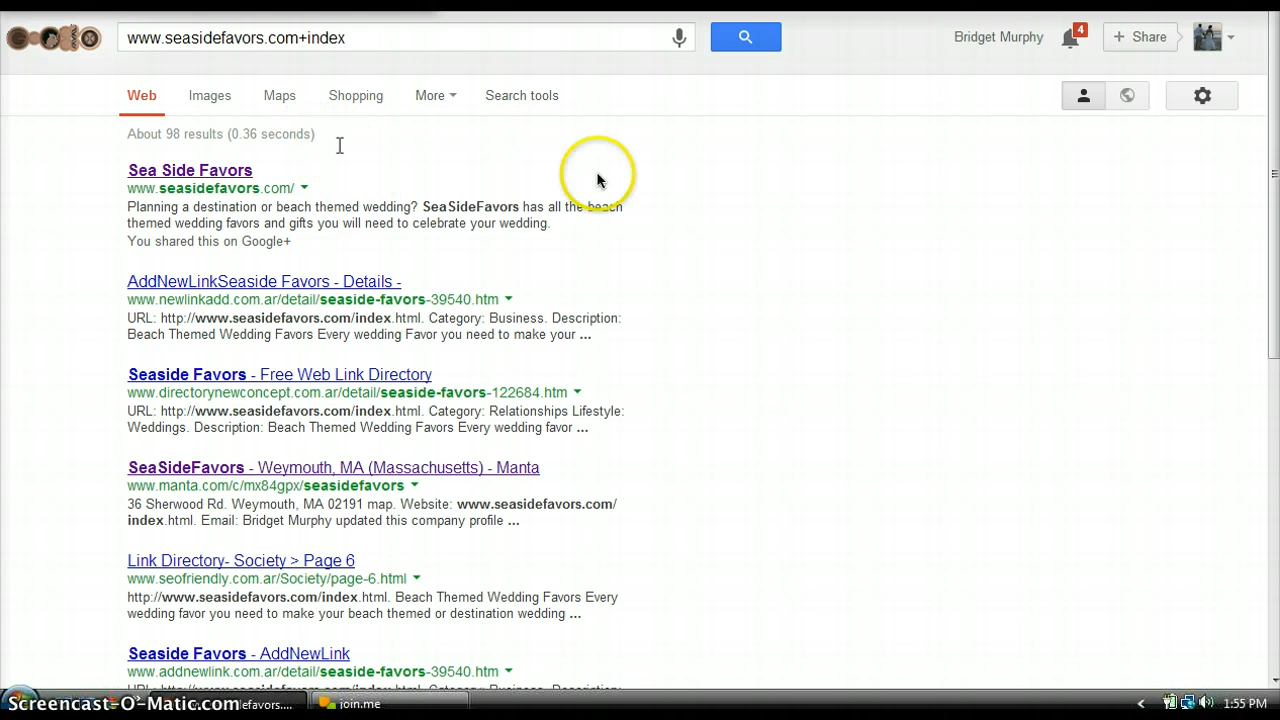 www.seasidefavors.com+index
Bridget Murphy
4
+ Share
Web Images Maps Shopping More Search tools
About 98 results (0.36 seconds)
Sea Side Favors
www.seasidefavors.com/
Planning a destination or beach themed wedding? SeaSideFavors has all the beach
themed wedding favors and gifts you will need to celebrate your wedding.
You shared this on Google+
AddNewLinkSeaside Favors - Details -
www.newlinkadd.com.ar/detail/seaside-favors-39540.htm
URL: http://www.seasidefavors.com/index.html. Category: Business. Description:
Beach Themed Wedding Favors Every wedding Favor you need to make your ...
Seaside Favors - Free Web Link Directory
www.directorynewconcept.com.ar/detail/seaside-favors-122684.htm
URL: http://www.seasidefavors.com/index.html. Category: Relationships Lifestyle:
Weddings. Description: Beach Themed Wedding Favors Every wedding favor ...
SeaSideFavors - Weymouth, MA (Massachusetts) - Manta
www.manta.com/c/mx84gpx/seasidefavors
36 Sherwood Rd. Weymouth, MA 02191 map. Website: www.seasidefavors.com/
index.html. Email: Bridget Murphy updated this company profile ...
Link Directory- Society > Page 6
www.seofriendly.com.ar/Society/page-6.html
http://www.seasidefavors.com/index.html. Beach Themed Wedding Favors Every
wedding favor you need to make your beach themed or destination wedding ...
Seaside Favors - AddNewLink
www.addnewlink.com.ar/detail/seaside-favors-39540.htm
Screencast-O-Matic.com
defavors....
join.me
1:55 PM